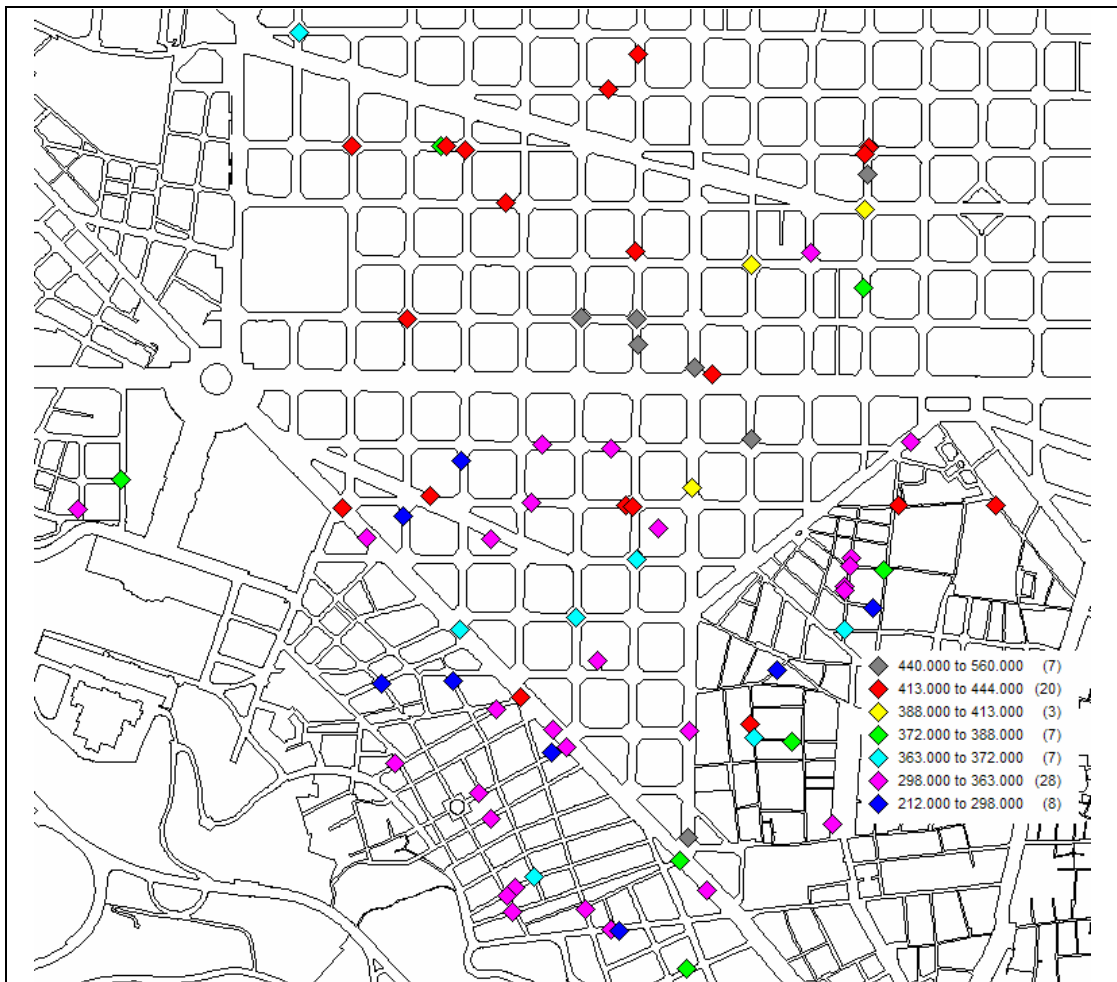 440.000 to 560.000 (7)
413.000 to 444.000 (20)
388.000 to 413.000 (3)
372.000 to 388.000 (7)
363.000 to 372.000 (7)
298.000 to 363.000 (28)
212.000 to 298.000 (8)